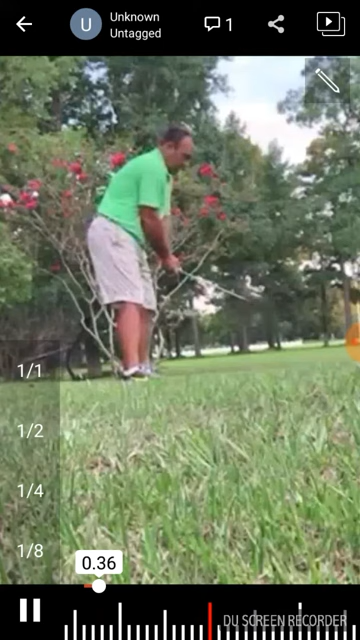 U
Unknown
Untagged
1
1/1
1/2
1/4
1/8
0.36
DU SCREEN RECORDER